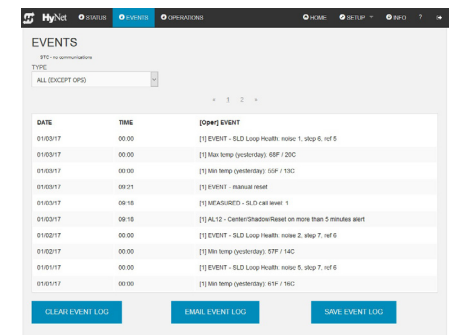 HyNet STATUS EVENTS OPERATIONS HOME SETUP INFO ?
EVENTS
STC - no communications
TYPE
ALL (EXCEPT OPS)
« 1 2 »
DATE TIME [Oper] EVENT
01/03/17 00:00 [1] EVENT - SLD Loop Health: noise 1, step 6, ref 5
01/03/17 00:00 [1] Max temp (yesterday): 68F / 20C
01/03/17 00:00 [1] Min temp (yesterday): 55F / 13C
01/03/17 09:21 [1] EVENT - manual reset
01/03/17 09:16 [1] MEASURED - SLD call level: 1
01/03/17 09:16 [1] AL12 - Center/Shadow/Reset on more than 5 minutes alert
01/02/17 00:00 [1] EVENT - SLD Loop Health: noise 2, step 7, ref 6
01/02/17 00:00 [1] Min temp (yesterday): 57F / 14C
01/01/17 00:00 [1] EVENT - SLD Loop Health: noise 5, step 7, ref 6
01/01/17 00:00 [1] Min temp (yesterday): 61F / 16C
CLEAR EVENT LOG EMAIL EVENT LOG SAVE EVENT LOG